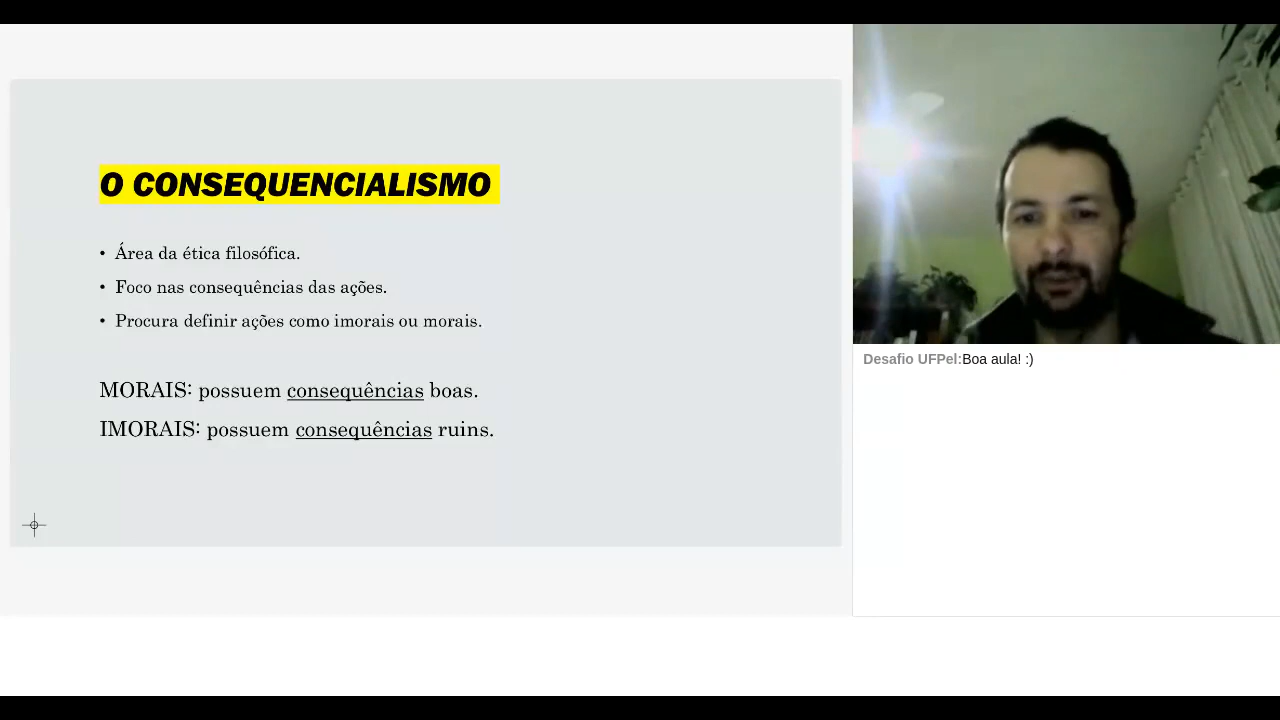 O CONSEQUENCIALISMO
• Área da ética filosófica.
• Foco nas consequências das ações.
• Procura definir ações como imorais ou morais.
MORAIS: possuem consequências boas.
IMORAIS: possuem consequências ruins.
Desafio UFPel:Boa aula! :)